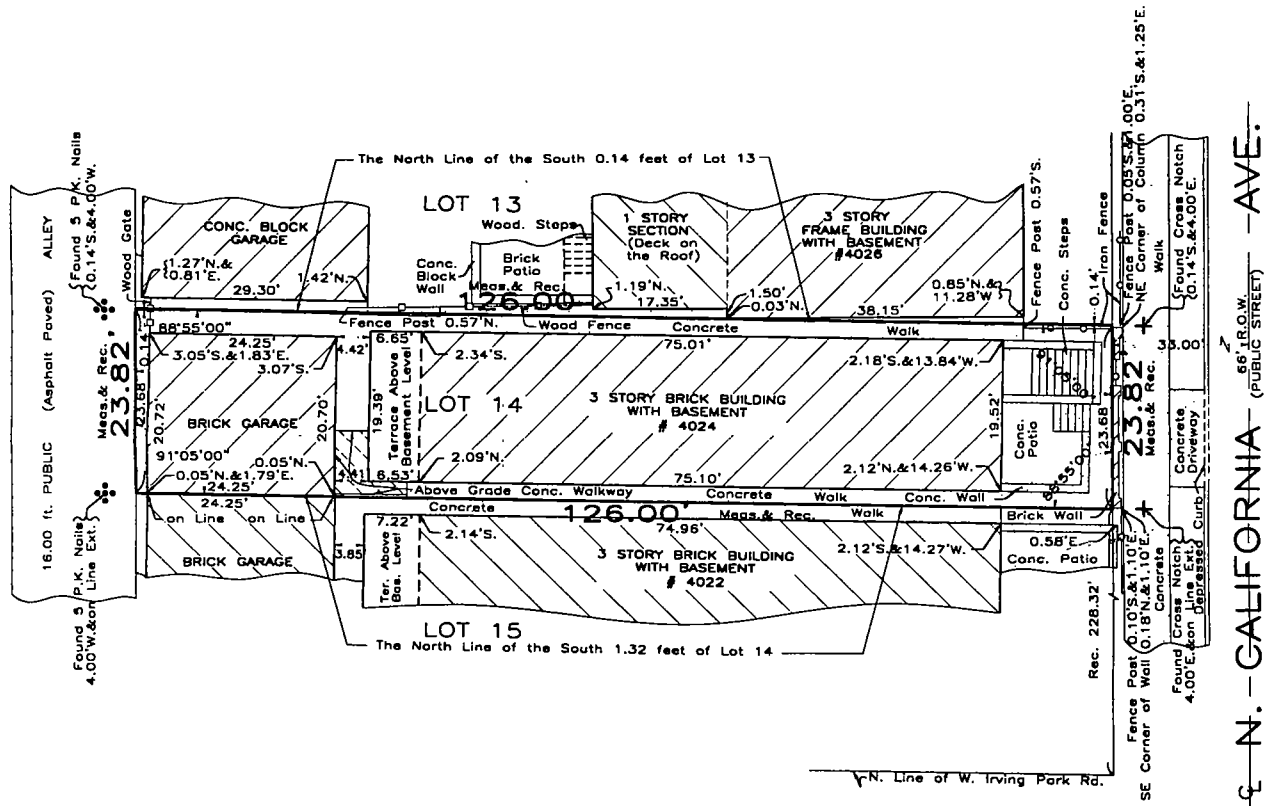 16.00 ft. PUBLIC (Asphalt Paved) ALLEY
Found 5 P.K. Nails
0.14'S.&4.00'W.
Wood Gate
The North Line of the South 0.14 feet of Lot 13
LOT 13
CONC. BLOCK
GARAGE
1.27'N.&
0.81'E.
29.30'
1.42'N.
Wood. Steps
Conc.
Block
Wall
Brick
Patio
Meas.& Rec.
126.00'
1 STORY
SECTION
(Deck on
the Roof)
1.19'N.
17.35'
3 STORY
FRAME BUILDING
WITH BASEMENT
#4026
1.50'
0.03'N.
38.15'
0.85'N.&
11.28'W
Fence Post 0.57'S.
Conc. Steps
0.14'
Iron Fence
Fence Post 0.05'S.&1.00'E.
NE Corner of Column 0.31'S.&1.25'E.
Walk
Found Cross Notch
0.14'S.&4.00'E.
88°55'00"
Fence Post 0.57'N.
Wood Fence
Concrete
Walk
Meas.& Rec.
23.82'
0.14'
23.68'
24.25'
3.05'S.&1.83'E.
3.07'S.
20.72'
BRICK GARAGE
20.70'
91°05'00"
0.05'N.&1.79'E.
0.05'N.
24.25'
24.25'
on Line
on Line
4.42'
6.65'
Terrace Above
Basement Level
19.39'
4.41'
6.53'
LOT 14
2.34'S.
75.01'
2.18'S.&13.84'W.
3 STORY BRICK BUILDING
WITH BASEMENT
# 4024
19.52'
2.09'N.
75.10'
2.12'N.&14.26'W.
Conc.
Patio
91°05'00"
88°55'00"
23.68'
23.82'
Meas.& Rec.
33.00'
Concrete
Driveway
Above Grade Conc. Walkway
Concrete
Walk
Conc. Wall
Concrete
126.00'
Meas.& Rec.
Walk
Brick Wall
Found 5 P.K. Nails
4.00'W.&on Line Ext.
BRICK GARAGE
3.85'
7.22'
Ter. Above
Bas. Level
2.14'S.
74.96'
2.12'S.&14.27'W.
3 STORY BRICK BUILDING
WITH BASEMENT
# 4022
0.58'E.
Conc. Patio
LOT 15
The North Line of the South 1.32 feet of Lot 14
Rec. 228.32'
Fence Post 0.10'S.&1.10'E.
SE Corner of Wall 0.18'N.&1.10'E.
Concrete
Found Cross Notch
4.00'E.&on Line Ext.
Depressed Curb
N. Line of W. Irving Park Rd.
N. CALIFORNIA AVE.
66' R.O.W.
(PUBLIC STREET)